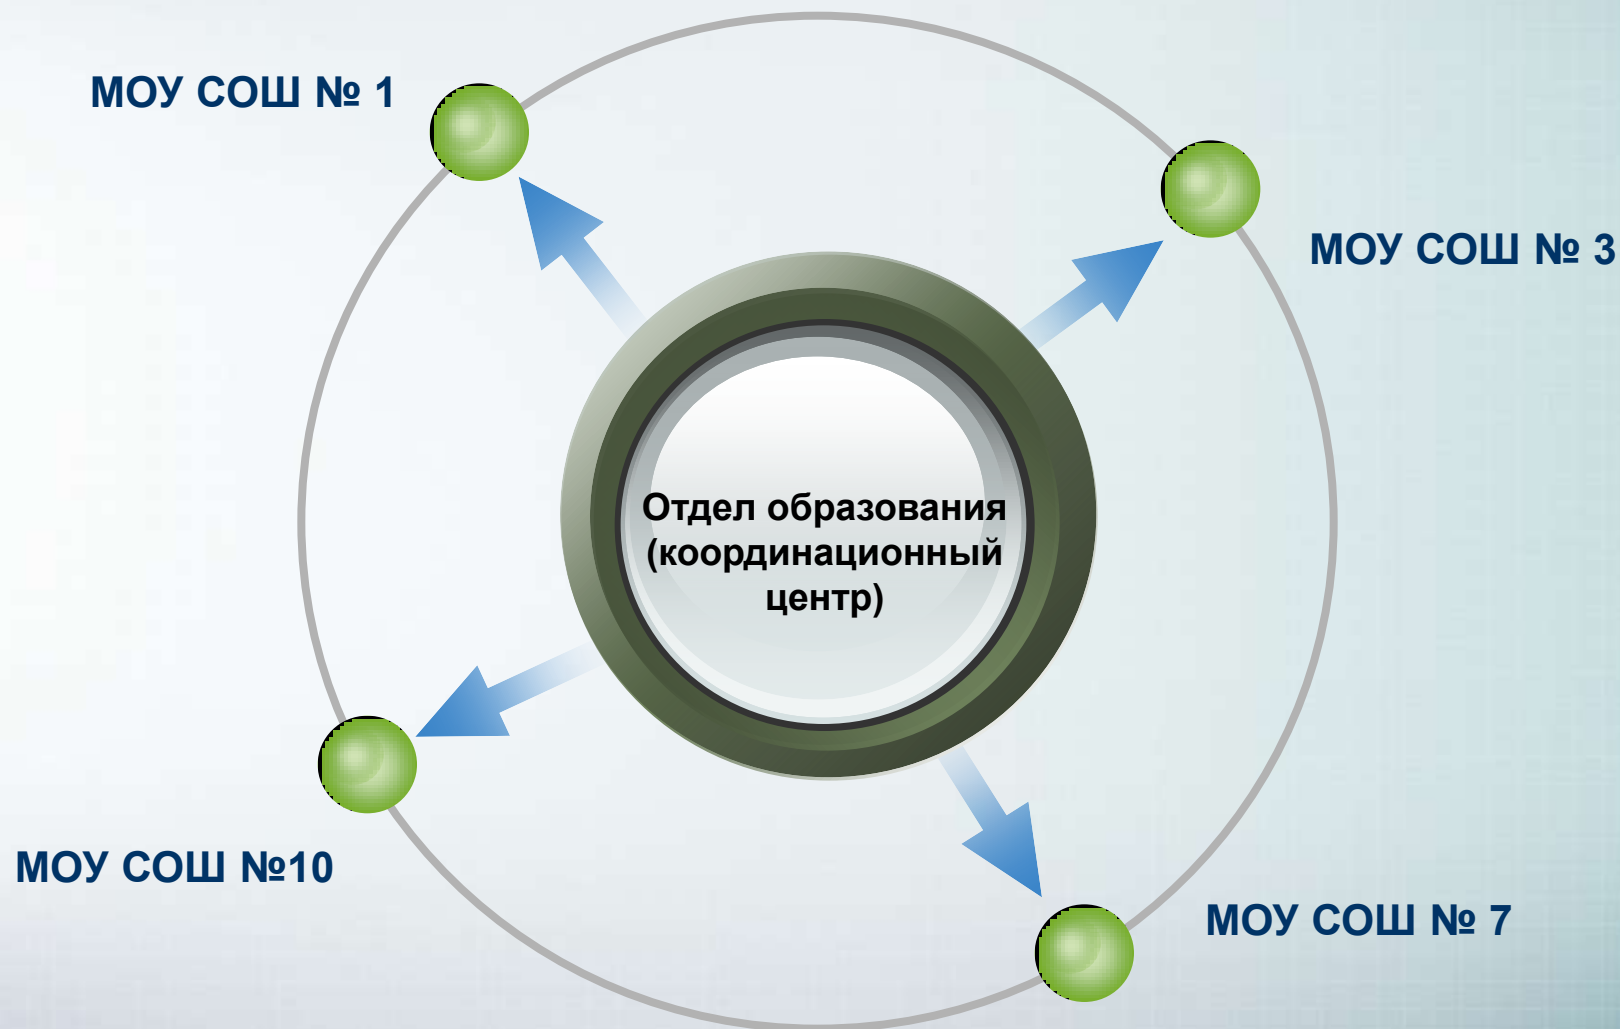 МОУ СОШ № 1
МОУ СОШ № 3
Отдел образования
(координационный
центр)
МОУ СОШ №10
МОУ СОШ № 7